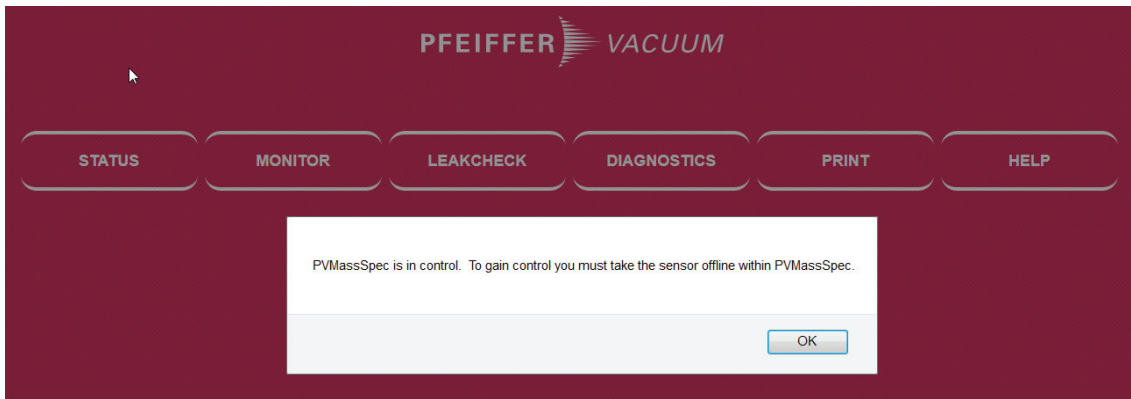 PFEIFFER VACUUM
STATUS MONITOR LEAKCHECK DIAGNOSTICS PRINT HELP
PVMassSpec is in control. To gain control you must take the sensor offline within PVMassSpec.
OK